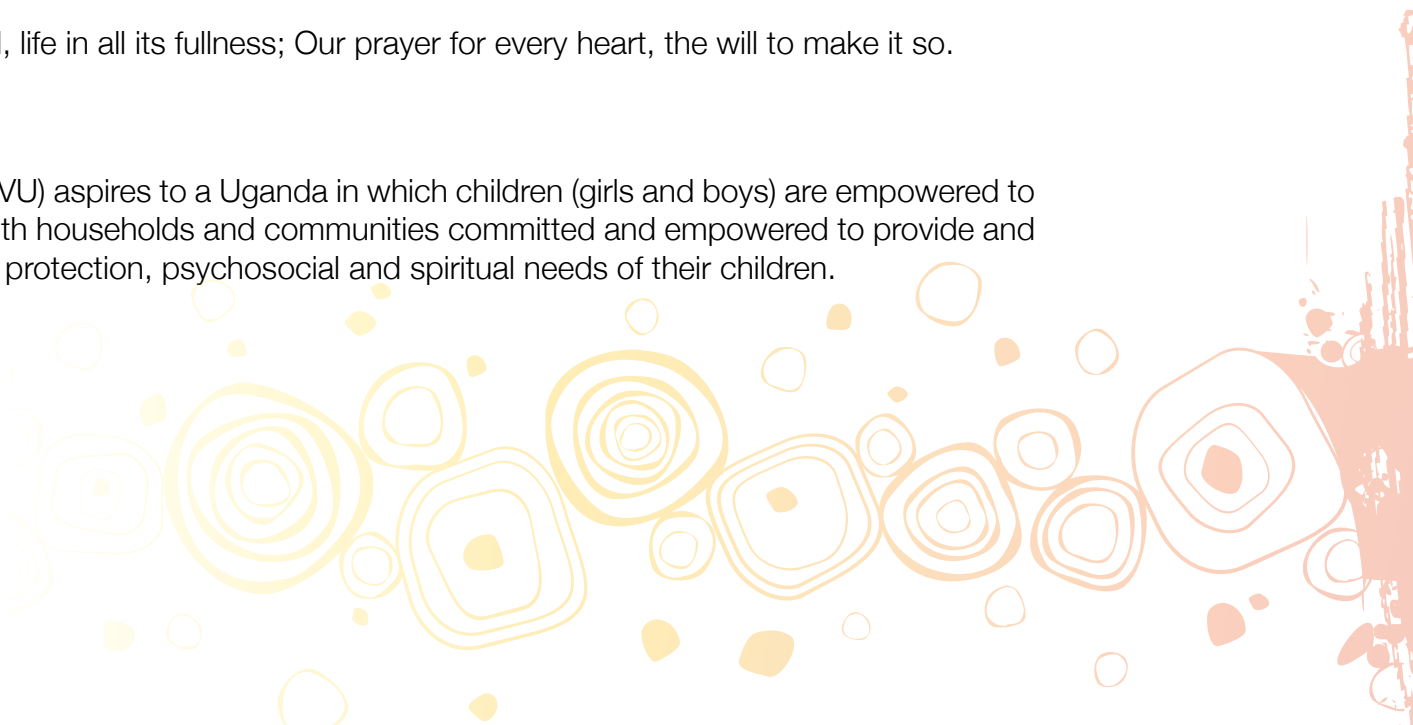 , life in all its fullness; Our prayer for every heart, the will to make it so.
VU) aspires to a Uganda in which children (girls and boys) are empowered to
th households and communities committed and empowered to provide and
protection, psychosocial and spiritual needs of their children.